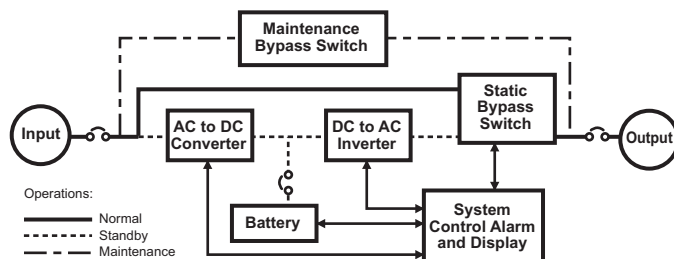 Maintenance
Bypass Switch
Static
Bypass
Switch
Input
AC to DC
Converter
DC to AC
Inverter
Output
Operations:
Normal
Standby
Maintenance
Battery
System
Control Alarm
and Display